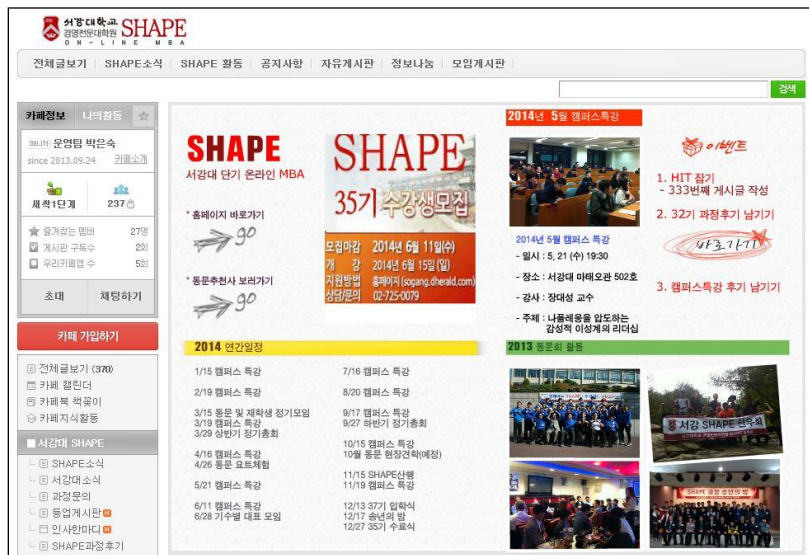 서강대학교
경영전문대학원 SHAPE
ON-LINE MBA
전체글보기 | SHAPE소식 | SHAPE 활동 | 공지사항 | 자유게시판 | 정보나눔 | 모임게시판
검색
카페정보 나의활동
매니저 운영팀 박은숙
since 2013.09.24 카페소개
새싹1단계 237
즐겨찾는 멤버 27명
게시판 구독수 2회
우리카페앱 수 5회
초대 채팅하기
카페 가입하기
전체글보기 (370)
카페 캘린더
카페북 책꽂이
카페지식활동
서강대 SHAPE
SHAPE소식
서강대소식
과정문의
등업게시판
인사한마디
SHAPE과정후기
SHAPE
서강대 단기 온라인 MBA
* 홈페이지 바로가기
go
* 동문추천사 보러가기
go
SHAPE
35기 수강생모집
모집마감 2014년 6월 11일(수)
개 강 2014년 6월 15일(일)
지원방법 홈페이지(sogang.dherald.com)
상담/문의 02-725-0079
2014년 5월 캠퍼스특강
2014년 5월 캠퍼스 특강
- 일시 : 5, 21 (수) 19:30
- 장소 : 서강대 마태오관 502호
- 강사 : 장대성 교수
- 주제 : 나폴레옹을 압도하는
감성적 이성계의 리더십
이벤트
1. HIT 잡기
- 333번째 게시글 작성
2. 32기 과정후기 남기기
바로가기
3. 캠퍼스특강 후기 남기기
2014 연간일정
1/15 캠퍼스 특강
2/19 캠퍼스 특강
3/15 동문 및 재학생 정기모임
3/19 캠퍼스 특강
3/29 상반기 정기총회
4/16 캠퍼스 특강
4/26 동문 요트체험
5/21 캠퍼스 특강
6/11 캠퍼스 특강
6/28 기수별 대표 모임
7/16 캠퍼스 특강
8/20 캠퍼스 특강
9/17 캠퍼스 특강
9/27 하반기 정기총회
10/15 캠퍼스 특강
10월 동문 현장견학(예정)
11/15 SHAPE산행
11/19 캠퍼스 특강
12/13 37기 입학식
12/17 송년의 밤
12/27 35기 수료식
2013 동문회 활동
서강 SHAPE 산우회
SHAPE 경영 송년의 밤